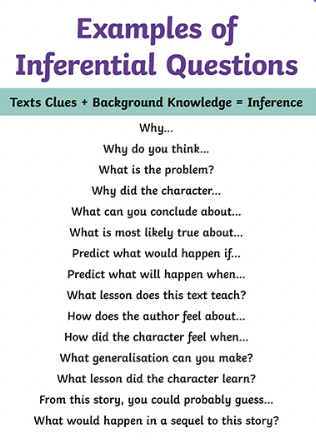 Examples of
Inferential Questions
Texts Clues + Background Knowledge = Inference
Why...
Why do you think...
What is the problem?
Why did the character...
What can you conclude about...
What is most likely true about...
Predict what would happen if...
Predict what will happen when...
What lesson does this text teach?
How does the author feel about...
How did the character feel when...
What generalisation can you make?
What lesson did the character learn?
From this story, you could probably guess...
What would happen in a sequel to this story?